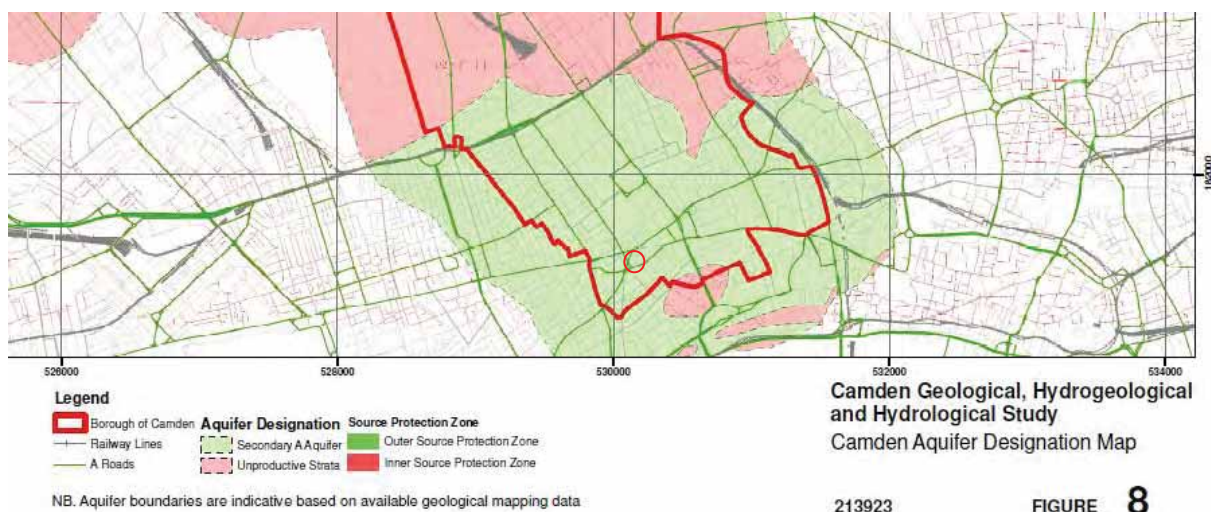 182000
526000
528000
530000
532000
534000
Legend
Borough of Camden
Railway Lines
A Roads
Aquifer Designation
Secondary A Aquifer
Unproductive Strata
Source Protection Zone
Outer Source Protection Zone
Inner Source Protection Zone
NB. Aquifer boundaries are indicative based on available geological mapping data
Camden Geological, Hydrogeological
and Hydrological Study
Camden Aquifer Designation Map
213923
FIGURE 8